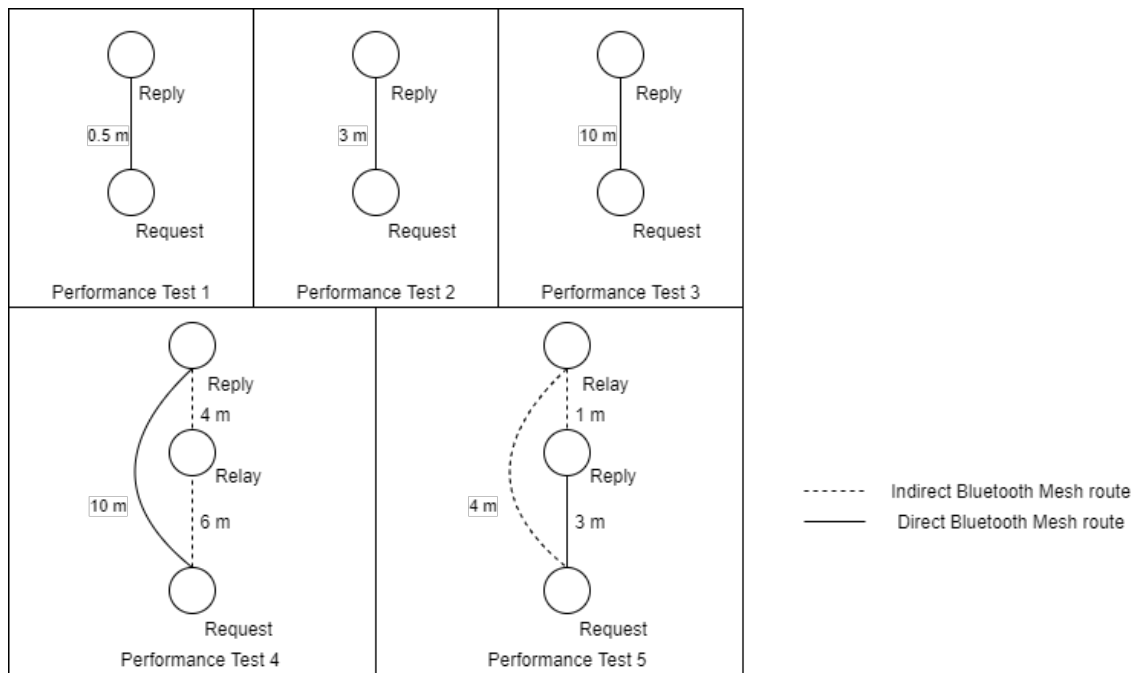 Reply
0.5 m
Request
Performance Test 1
Reply
3 m
Request
Performance Test 2
Reply
10 m
Request
Performance Test 3
Reply
4 m
Relay
10 m
6 m
Request
Performance Test 4
Relay
1 m
Reply
4 m
3 m
Request
Performance Test 5
Indirect Bluetooth Mesh route
Direct Bluetooth Mesh route